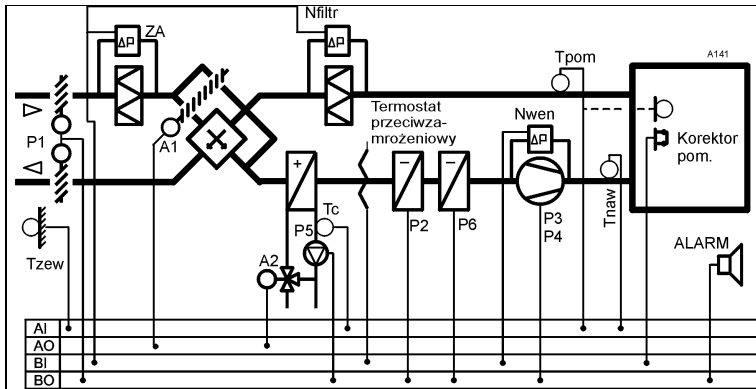 ZA
Nfiltr
ΔP
ΔP
Tpom
A141
Termostat
przeciwza-
mrożeniowy
Nwen
ΔP
Korektor
pom.
P1
A1
+
−
−
Tnaw
P5
Tc
P2
P6
P3
P4
Tzew
A2
ALARM
AI
AO
BI
BO